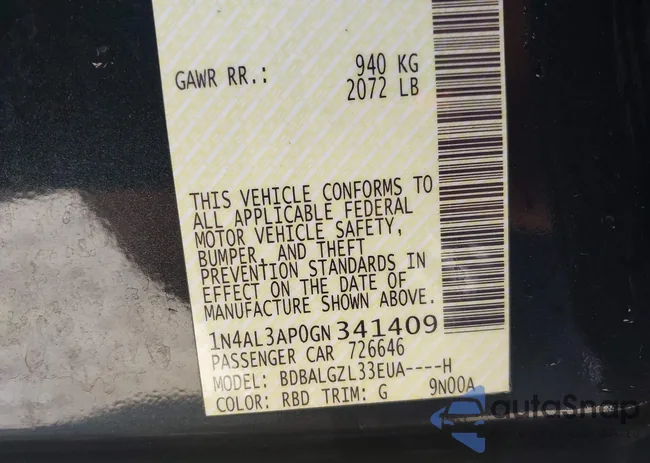 GAWR RR.: 940 KG
2072 LB
THIS VEHICLE CONFORMS TO
ALL APPLICABLE FEDERAL
MOTOR VEHICLE SAFETY,
BUMPER, AND THEFT
PREVENTION STANDARDS IN
EFFECT ON THE DATE OF
MANUFACTURE SHOWN ABOVE.
1N4AL3AP0GN341409
PASSENGER CAR 726646
MODEL: BDBALGZL33EUA----H
COLOR: RBD TRIM: G 9N00A
autaSnap